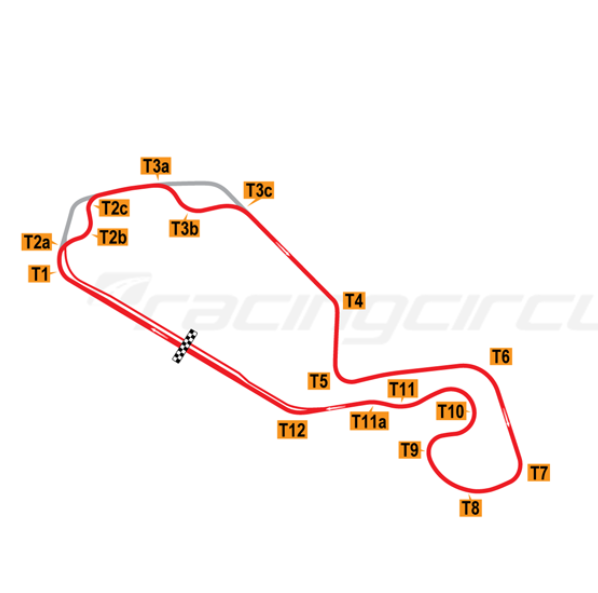 T3a
T3c
T2c
T3b
T2a
T2b
T1
racingcircu
T4
T6
T5
T11
T10
T11a
T12
T9
T7
T8